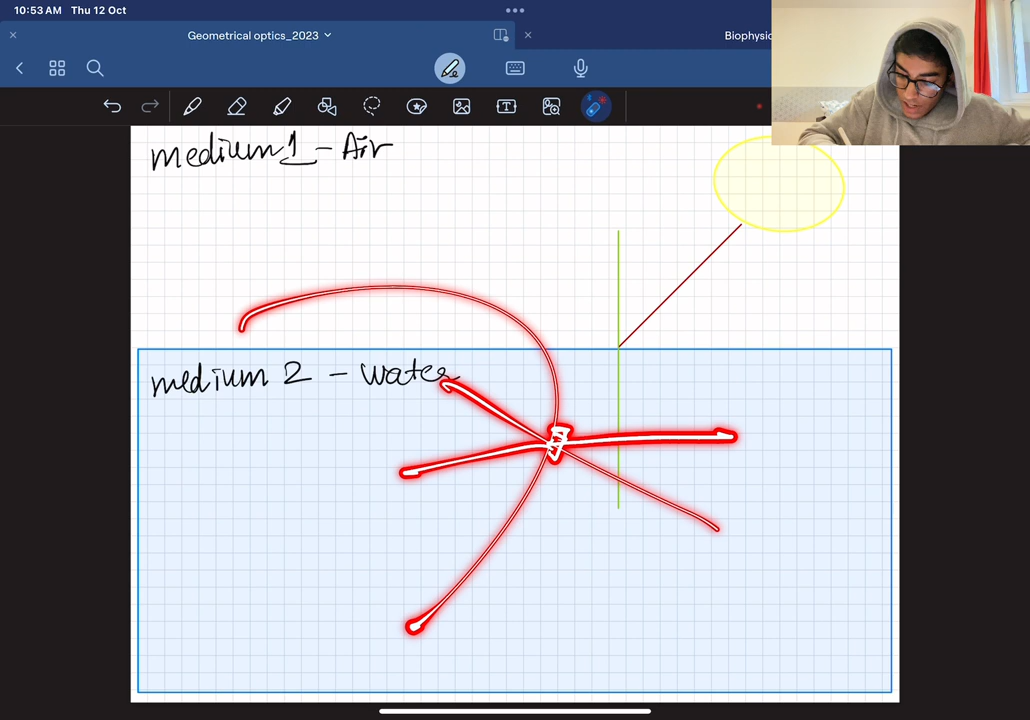 10:53 AM Thu 12 Oct
Geometrical optics_2023
Biophysic
medium 1 - Air
medium 2 - water